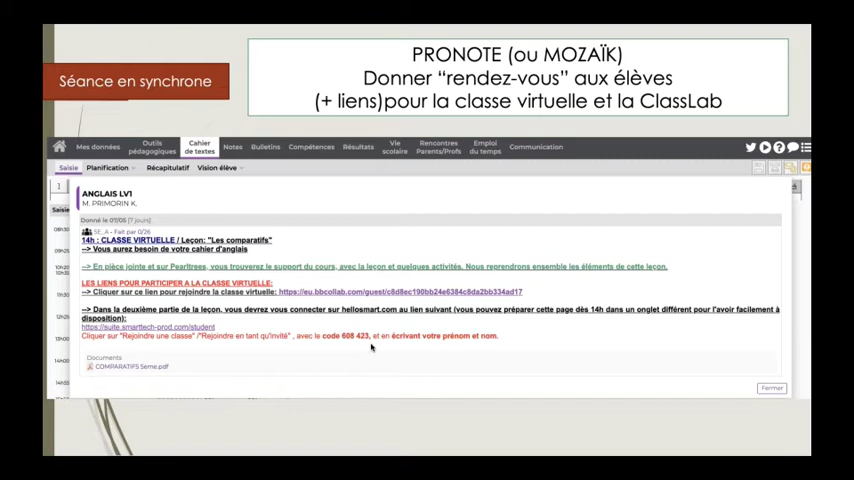 Séance en synchrone
PRONOTE (ou MOZAÏK)
Donner “rendez-vous” aux élèves
(+ liens)pour la classe virtuelle et la ClassLab
Mes données
Outils pédagogiques
Cahier de textes
Notes
Bulletins
Compétences
Résultats
Vie scolaire
Rencontres Parents/Profs
Emploi du temps
Communication
Saisie
Planification
Récapitulatif
Vision élève
1
Saisie
ANGLAIS LV1
M. PRIMORIN K.
Donné le 07/05 [7 jours]
5E_A - Fait par 0/26
14h : CLASSE VIRTUELLE / Leçon: "Les comparatifs"
--> Vous aurez besoin de votre cahier d'anglais
--> En pièce jointe et sur Pearltrees, vous trouverez le support du cours, avec la leçon et quelques activités. Nous reprendrons ensemble les éléments de cette leçon.
LES LIENS POUR PARTICIPER A LA CLASSE VIRTUELLE:
--> Cliquer sur ce lien pour rejoindre la classe virtuelle: https://eu.bbcollab.com/guest/c8d8ec190bb24e6384c8da2bb334ad17
--> Dans la deuxième partie de la leçon, vous devrez vous connecter sur hellosmart.com au lien suivant (vous pouvez préparer cette page dès 14h dans un onglet différent pour l'avoir facilement à
disposition):
https://suite.smarttech-prod.com/student
Cliquer sur "Rejoindre une classe" /"Rejoindre en tant qu'invité" , avec le code 608 423, et en écrivant votre prénom et nom.
Documents
COMPARATIFS 5eme.pdf
Fermer